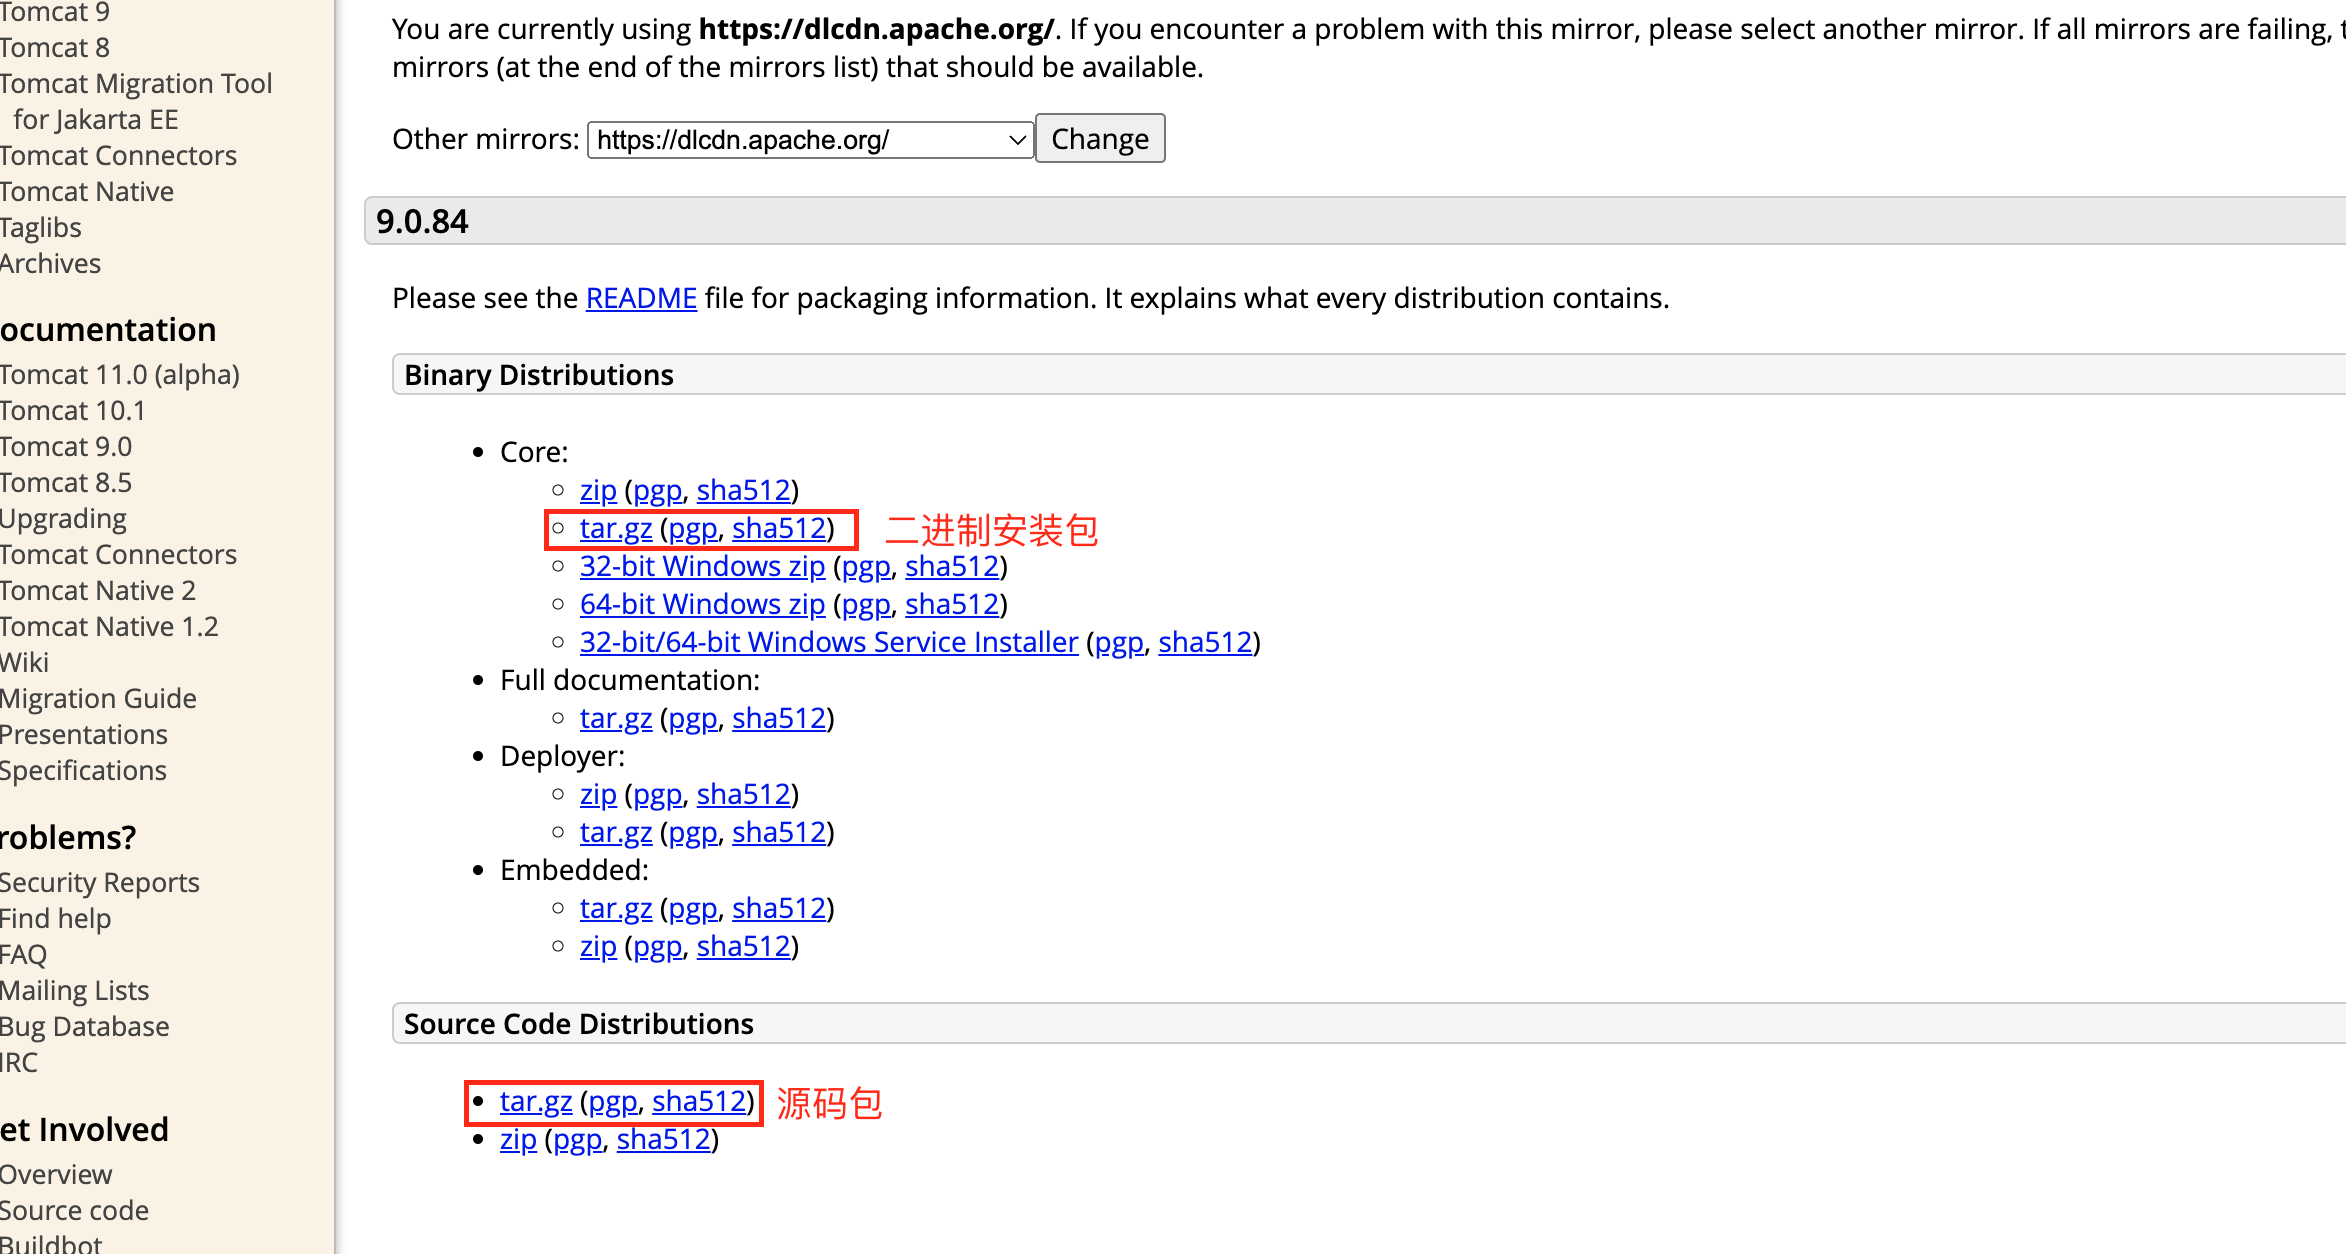 Tomcat 9
Tomcat 8
Tomcat Migration Tool
for Jakarta EE
Tomcat Connectors
Tomcat Native
Taglibs
Archives
ocumentation
Tomcat 11.0 (alpha)
Tomcat 10.1
Tomcat 9.0
Tomcat 8.5
Upgrading
Tomcat Connectors
Tomcat Native 2
Tomcat Native 1.2
Wiki
Migration Guide
Presentations
Specifications
roblems?
Security Reports
Find help
FAQ
Mailing Lists
Bug Database
IRC
et Involved
Overview
Source code
Buildbot
You are currently using https://dlcdn.apache.org/. If you encounter a problem with this mirror, please select another mirror. If all mirrors are failing, t
mirrors (at the end of the mirrors list) that should be available.
Other mirrors: https://dlcdn.apache.org/ Change
9.0.84
Please see the README file for packaging information. It explains what every distribution contains.
Binary Distributions
Core:
zip (pgp, sha512)
tar.gz (pgp, sha512) 二进制安装包
32-bit Windows zip (pgp, sha512)
64-bit Windows zip (pgp, sha512)
32-bit/64-bit Windows Service Installer (pgp, sha512)
Full documentation:
tar.gz (pgp, sha512)
Deployer:
zip (pgp, sha512)
tar.gz (pgp, sha512)
Embedded:
tar.gz (pgp, sha512)
zip (pgp, sha512)
Source Code Distributions
tar.gz (pgp, sha512) 源码包
zip (pgp, sha512)